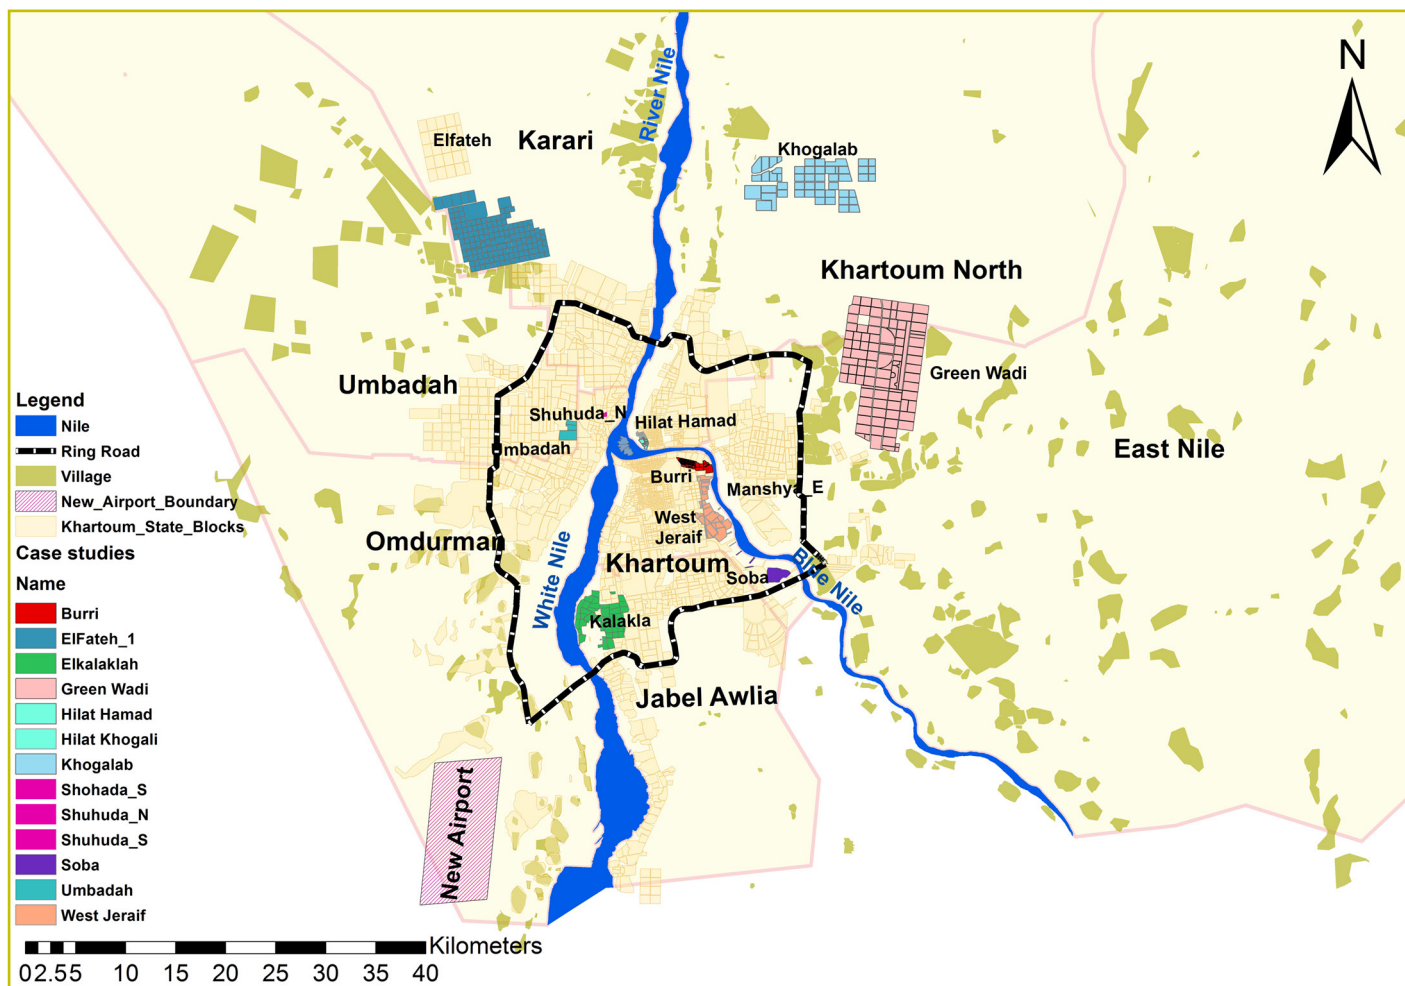 N
River Nile
Elfateh
Karari
Khogalab
Khartoum North
Green Wadi
Umbadah
Shuhuda_N
Hilat Hamad
Umbadah
East Nile
Burri
Manshya_E
West
Jeraif
Omdurman
White Nile
Khartoum
Blue Nile
Soba
Kalakla
Jabel Awlia
New Airport
Legend
Nile
Ring Road
Village
New_Airport_Boundary
Khartoum_State_Blocks
Case studies
Name
Burri
ElFateh_1
Elkalaklah
Green Wadi
Hilat Hamad
Hilat Khogali
Khogalab
Shohada_S
Shuhuda_N
Shuhuda_S
Soba
Umbadah
West Jeraif
Kilometers
0 2.5 5 10 15 20 25 30 35 40